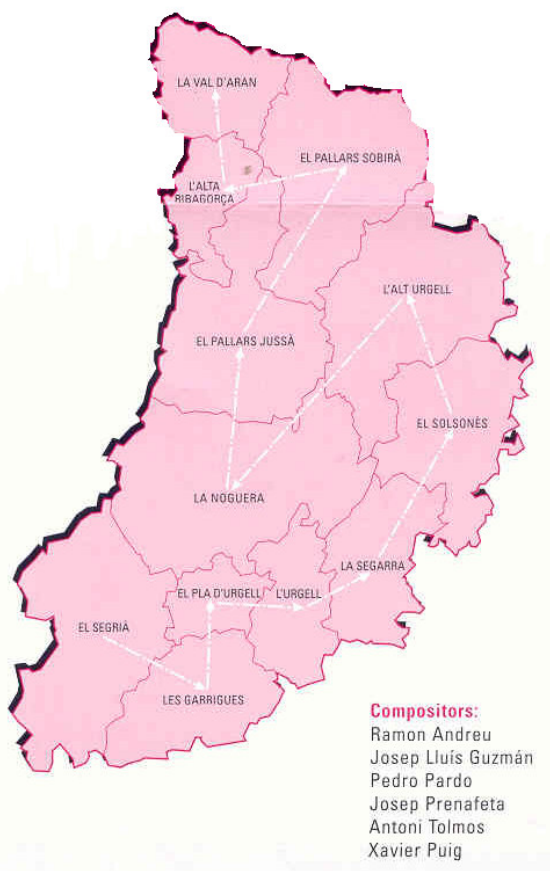 LA VAL D'ARAN
EL PALLARS SOBIRÀ
L'ALTA
RIBAGORÇA
L'ALT URGELL
EL PALLARS JUSSÀ
EL SOLSONÈS
LA NOGUERA
LA SEGARRA
EL PLA D'URGELL
L'URGELL
EL SEGRIÀ
LES GARRIGUES
Compositors:
Ramon Andreu
Josep Lluís Guzmán
Pedro Pardo
Josep Prenafeta
Antoni Tolmos
Xavier Puig